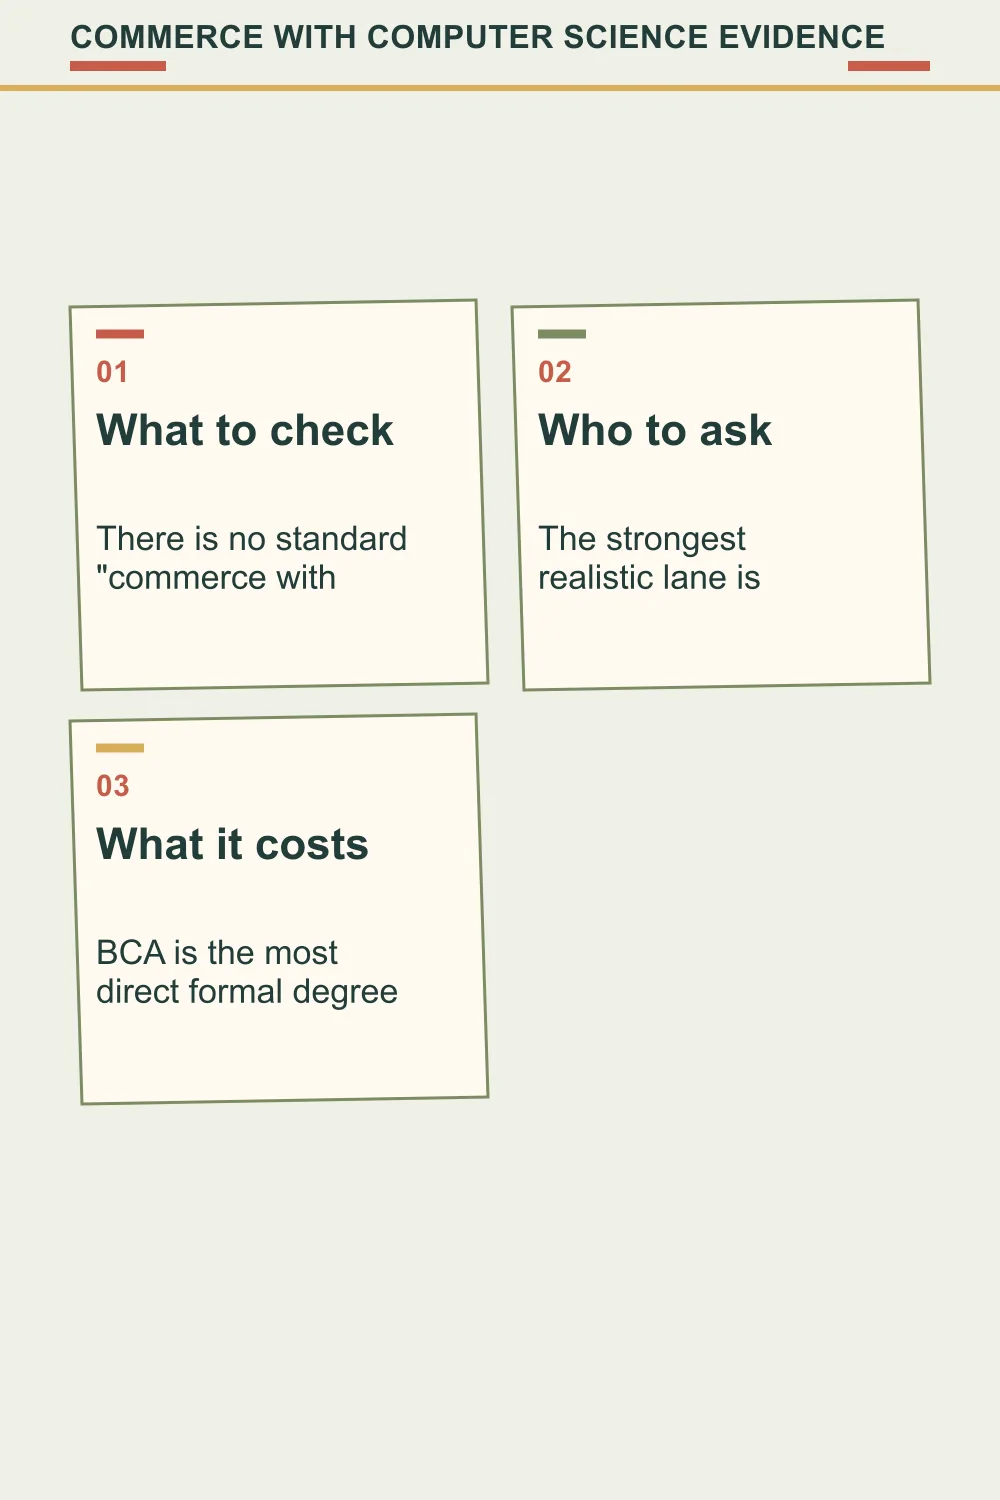 COMMERCE WITH COMPUTER SCIENCE EVIDENCE
01
What to check
There is no standard
"commerce with
02
Who to ask
The strongest
realistic lane is
03
What it costs
BCA is the most
direct formal degree